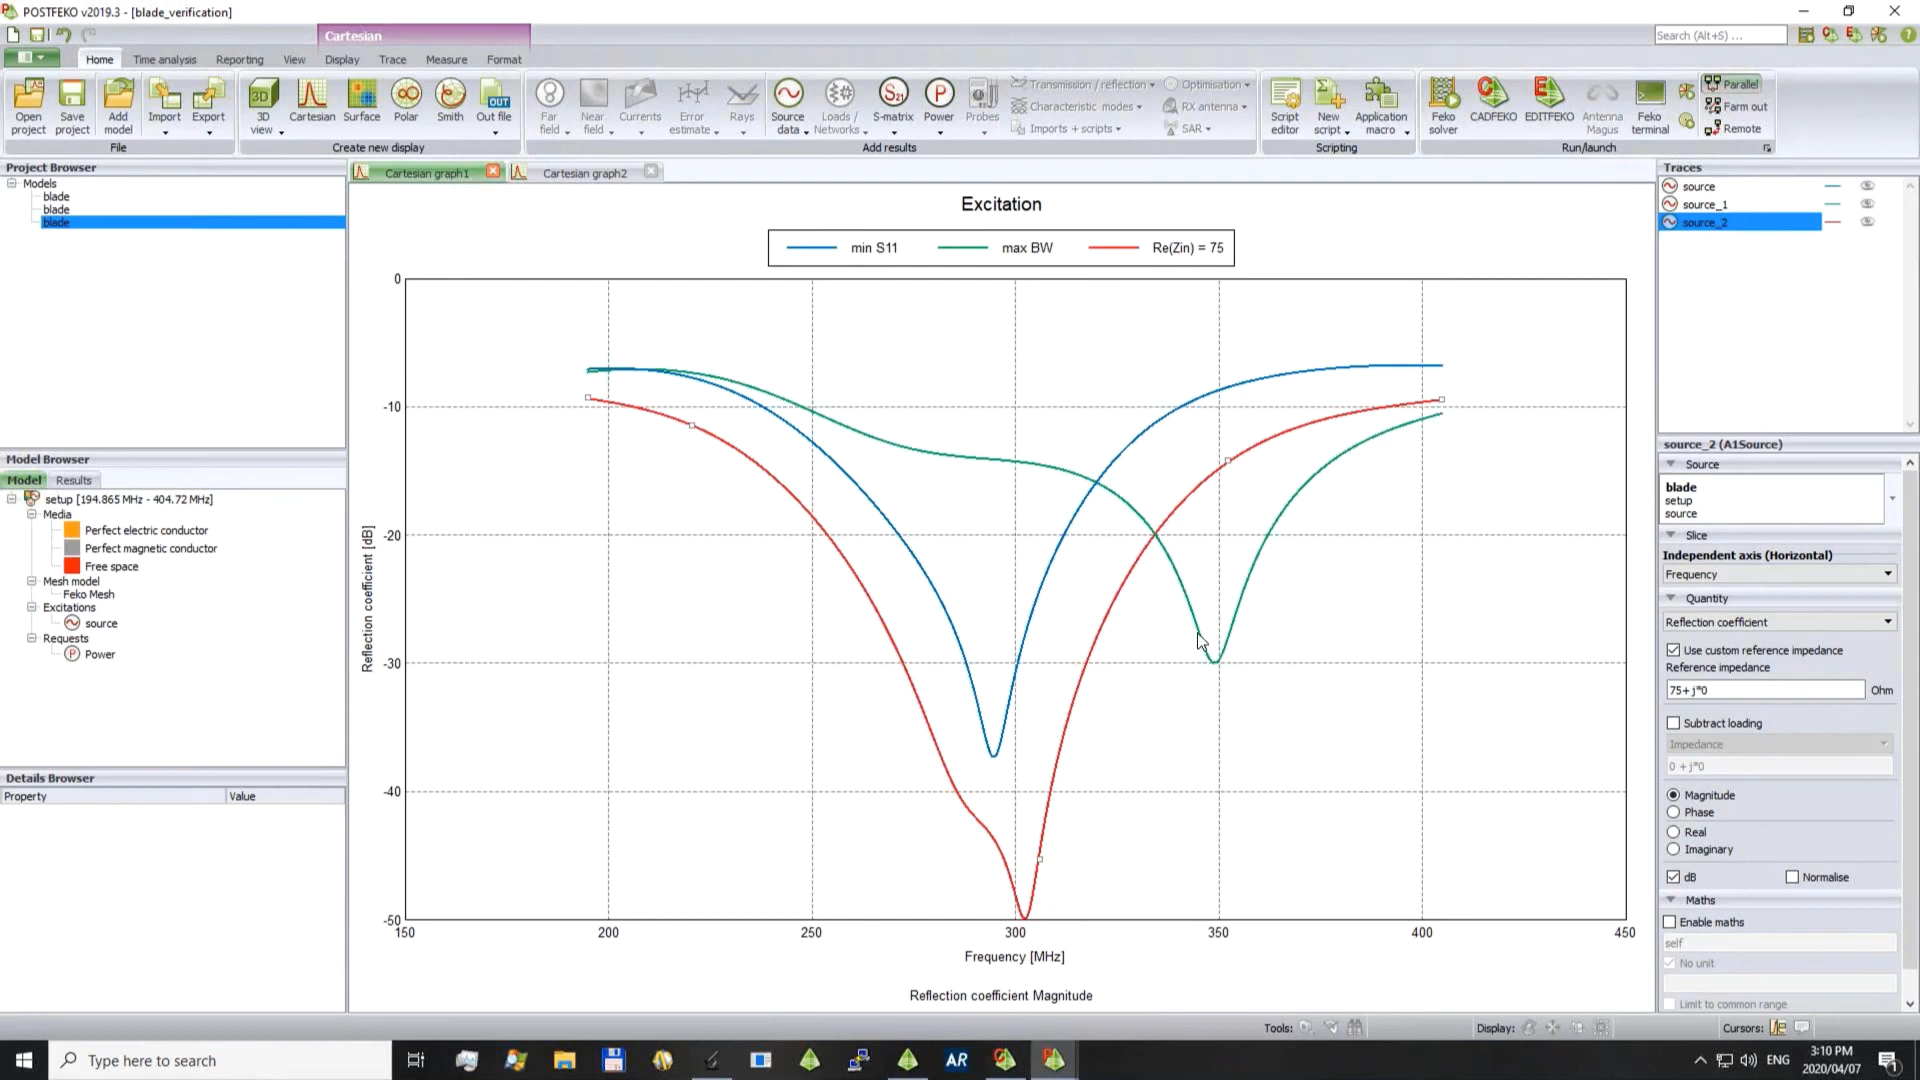 POSTFEKO v2019.3 - [blade_verification]
Cartesian
Search (Alt+S) ...
Home Time analysis Reporting View Display Trace Measure Format
Open project
Save project
Add model
Import
Export
File
3D view
Cartesian
Surface
Polar
Smith
Out file
Create new display
Far field
Near field
Currents
Error estimate
Rays
Source data
Loads / Networks
S-matrix
Power
Probes
Transmission / reflection
Characteristic modes
Imports + scripts
Optimisation
RX antenna
SAR
Add results
Script editor
New script
Application macro
Scripting
Feko solver
CADFEKO
EDITFEKO
Antenna Magus
Feko terminal
Parallel
Farm out
Remote
Run/launch
Project Browser
Models
blade
blade
blade
Model Browser
Model Results
setup [194.865 MHz - 404.72 MHz]
Media
Perfect electric conductor
Perfect magnetic conductor
Free space
Mesh model
Feko Mesh
Excitations
source
Requests
Power
Details Browser
Property Value
Cartesian graph1 Cartesian graph2
Excitation
min S11 max BW Re(Zin) = 75
0
-10
-20
-30
-40
-50
Reflection coefficient [dB]
150 200 250 300 350 400 450
Frequency [MHz]
Reflection coefficient Magnitude
Traces
source
source_1
source_2
source_2 (A1Source)
Source
blade
setup
source
Slice
Independent axis (Horizontal)
Frequency
Quantity
Reflection coefficient
Use custom reference impedance
Reference impedance
75+j*0 Ohm
Subtract loading
Impedance
0 +j*0
Magnitude
Phase
Real
Imaginary
dB Normalise
Maths
Enable maths
self
No unit
Limit to common range
Tools: Display: Cursors:
Type here to search
AR
ENG
3:10 PM
2020/04/07